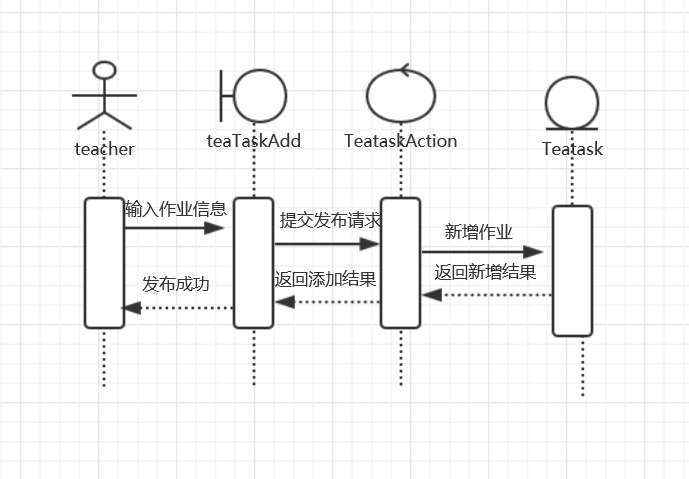 teacher
teaTaskAdd
TeataskAction
Teatask
输入作业信息
提交发布请求
新增作业
返回新增结果
返回添加结果
发布成功